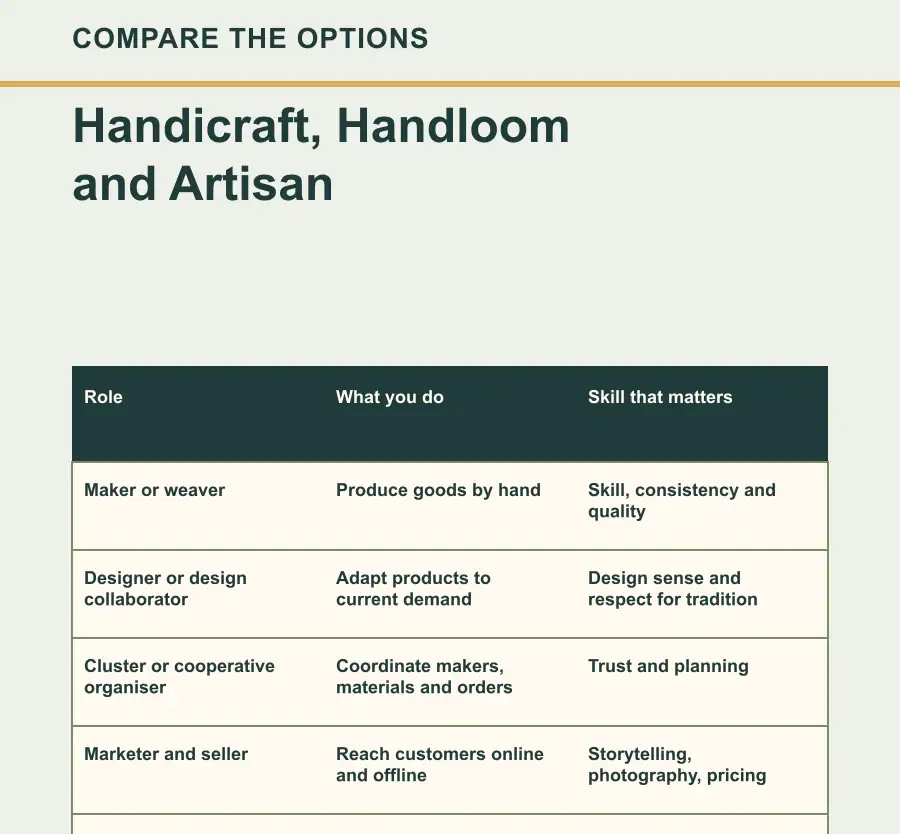 COMPARE THE OPTIONS
Handicraft, Handloom
and Artisan
Role
What you do
Skill that matters
Maker or weaver
Produce goods by hand
Skill, consistency and
quality
Designer or design
collaborator
Adapt products to
current demand
Design sense and
respect for tradition
Cluster or cooperative
organiser
Coordinate makers,
materials and orders
Trust and planning
Marketer and seller
Reach customers online
and offline
Storytelling,
photography, pricing